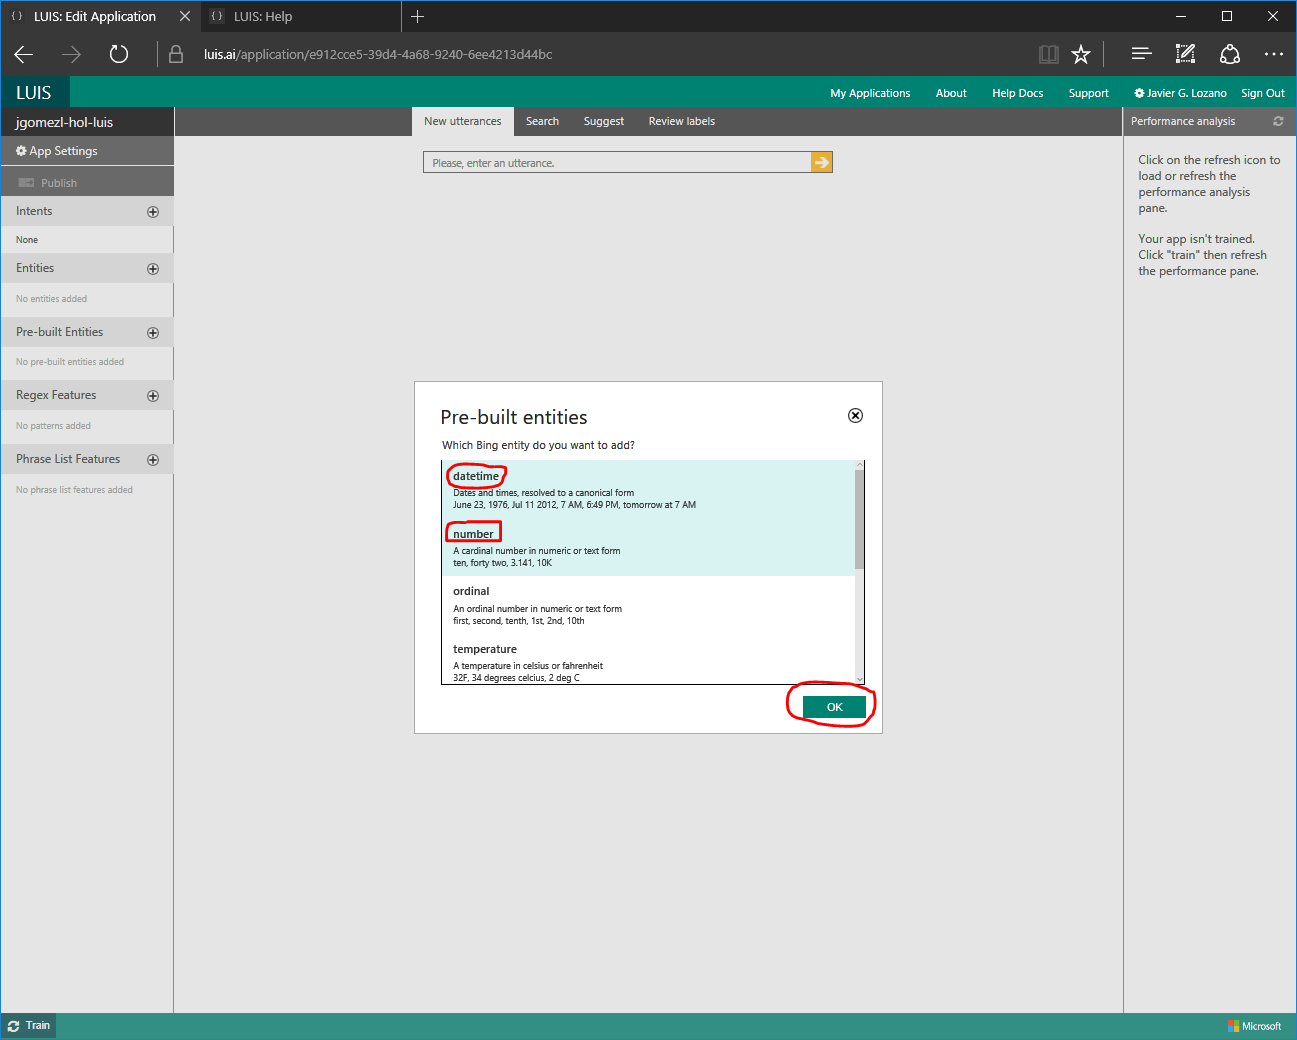 LUIS: Edit Application
LUIS: Help
luis.ai/application/e912cce5-39d4-4a68-9240-6ee4213d44bc
LUIS
My Applications
About
Help Docs
Support
Javier G. Lozano
Sign Out
jgomezl-hol-luis
New utterances
Search
Suggest
Review labels
Performance analysis
App Settings
Publish
Intents
None
Entities
No entities added
Pre-built Entities
No pre-built entities added
Regex Features
No patterns added
Phrase List Features
No phrase list features added
Please, enter an utterance.
Click on the refresh icon to
load or refresh the
performance analysis
pane.
Your app isn't trained.
Click "train" then refresh
the performance pane.
Pre-built entities
Which Bing entity do you want to add?
datetime
Dates and times, resolved to a canonical form
June 23, 1976, Jul 11 2012, 7 AM, 6:49 PM, tomorrow at 7 AM
number
A cardinal number in numeric or text form
ten, forty two, 3.141, 10K
ordinal
An ordinal number in numeric or text form
first, second, tenth, 1st, 2nd, 10th
temperature
A temperature in celsius or fahrenheit
32F, 34 degrees celcius, 2 deg C
OK
Train
Microsoft